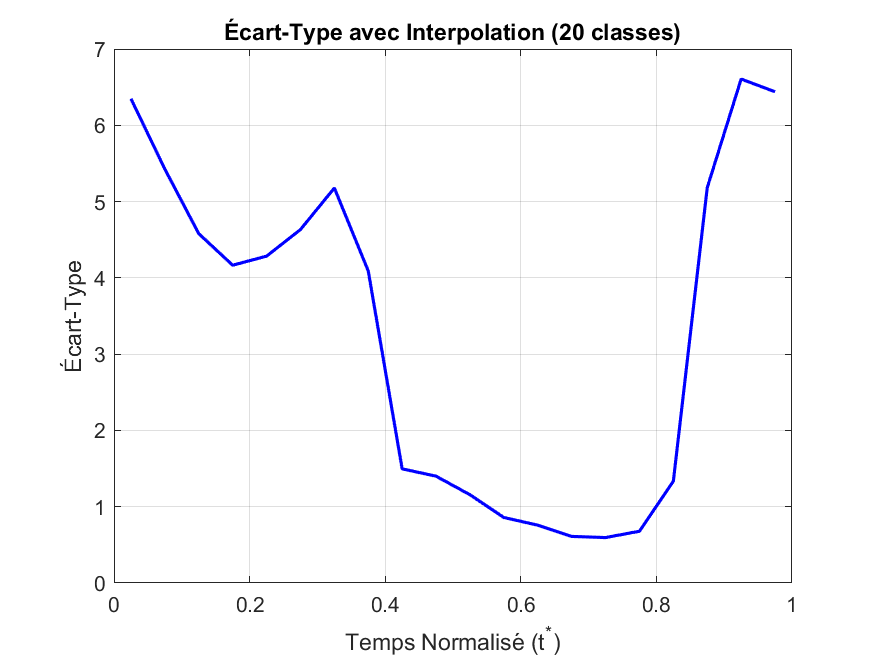 Écart-Type avec Interpolation (20 classes)
7
6
5
4
3
2
1
0
Écart-Type
0 0.2 0.4 0.6 0.8 1
Temps Normalisé (t*)